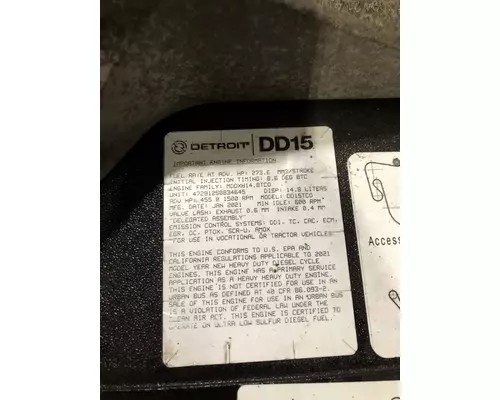 DETROIT DD15
IMPORTANT ENGINE INFORMATION
FUEL RATE AT ADV. HP: 273.6 MM3/STROKE
INITIAL INJECTION TIMING: 8.6 DEG BTC
ENGINE FAMILY: MDDXH14.8TCD
UNIT: DISP: 14.8 LITERS
ADV HP: 455 @ 1500 RPM MODEL: DD15TCD
MFG. DATE: JAN 2021 MIN IDLE: 600 RPM
VALVE LASH: EXHAUST 0.6 MM INTAKE 0.4 MM
"DELEGATED ASSEMBLY"
EMISSION CONTROL SYSTEMS: DDI, TC, CAC, ECM,
EGR, OC, PTOX, SCR-U, AMOX
FOR USE IN VOCATIONAL OR TRACTOR VEHICLES
THIS ENGINE CONFORMS TO U.S. EPA AND
CALIFORNIA REGULATIONS APPLICABLE TO 2021
MODEL YEAR NEW HEAVY DUTY DIESEL CYCLE
ENGINES. THIS ENGINE HAS A PRIMARY SERVICE
APPLICATION AS A HEAVY HEAVY DUTY ENGINE.
THIS ENGINE IS NOT CERTIFIED FOR USE IN AN
URBAN BUS AS DEFINED AT 40 CFR 86.093-2.
SALE OF THIS ENGINE FOR USE IN AN URBAN BUS
IS A VIOLATION OF FEDERAL LAW UNDER THE
CLEAN AIR ACT. THIS ENGINE IS CERTIFIED TO
OPERATE ON ULTRA LOW SULFUR DIESEL FUEL.
Access